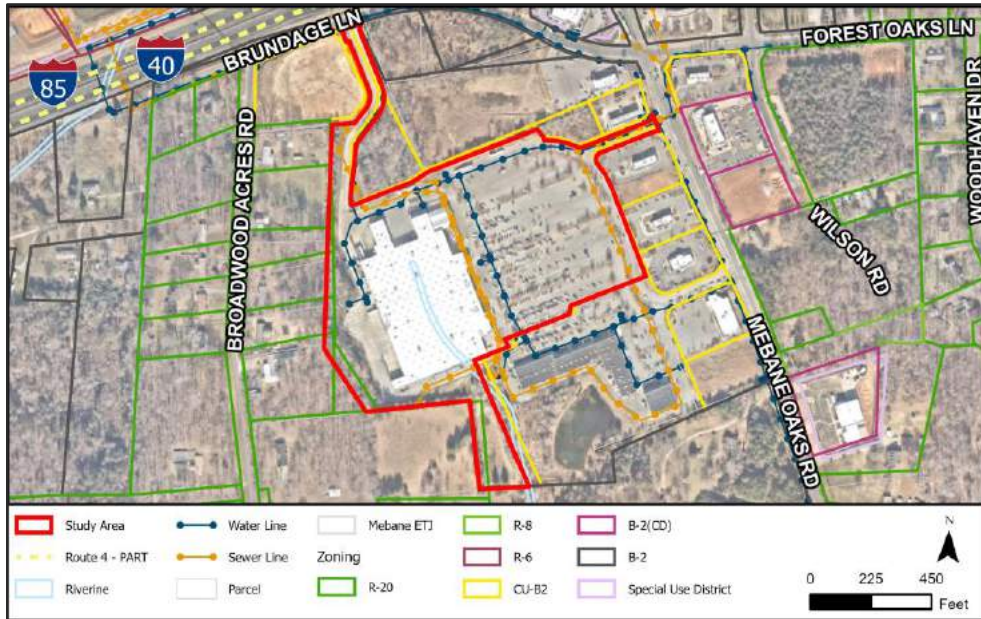 BRUNDAGE LN
FOREST OAKS LN
40
85
BROADWOOD ACRES RD
WOODHAVEN DR
WILSON RD
MEBANE OAKS RD
Study Area
Water Line
Mebane ETJ
R-8
B-2(CD)
N
Route 4 - PART
Sewer Line
Zoning
R-6
B-2
Riverine
Parcel
R-20
CU-B2
Special Use District
0 225 450
Feet